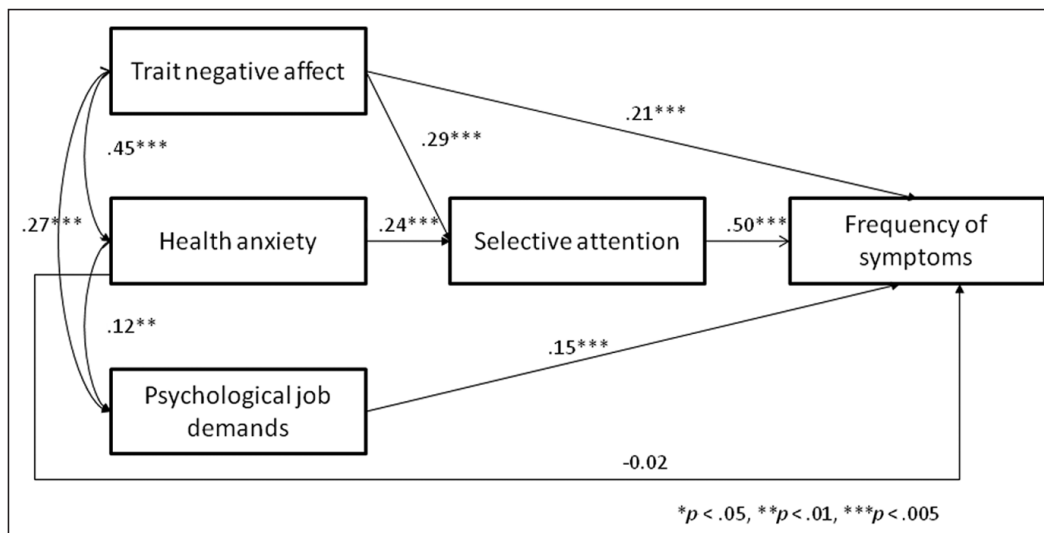 Trait negative affect
.21***
.45***
.29***
.27***
Health anxiety
.24***
Selective attention
.50***
Frequency of
symptoms
.12**
.15***
Psychological job
demands
-0.02
*p < .05, **p < .01, ***p < .005